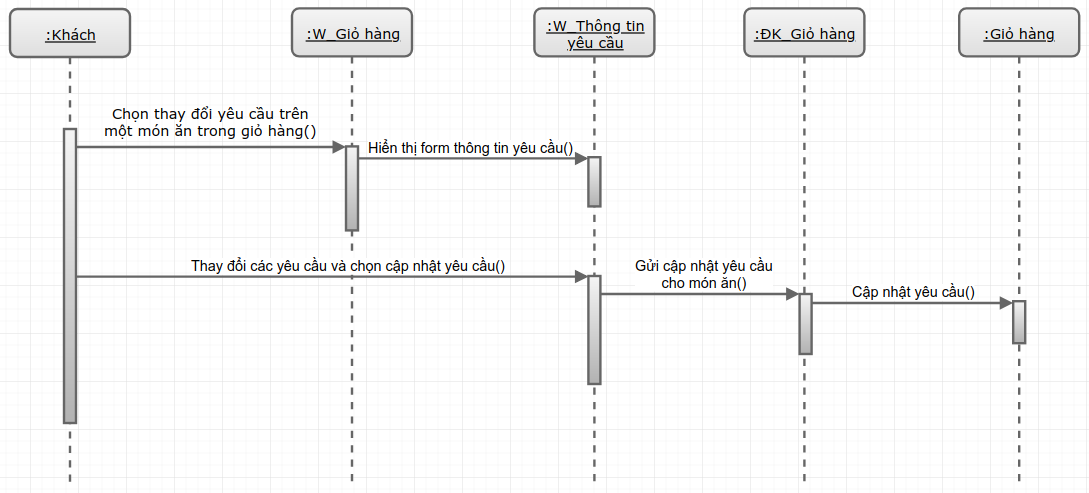 :Khách
:W_Giỏ hàng
:W_Thông tin
yêu cầu
:ĐK_Giỏ hàng
:Giỏ hàng
Chọn thay đổi yêu cầu trên
một món ăn trong giỏ hàng()
Hiển thị form thông tin yêu cầu()
Thay đổi các yêu cầu và chọn cập nhật yêu cầu()
Gửi cập nhật yêu cầu
cho món ăn()
Cập nhật yêu cầu()